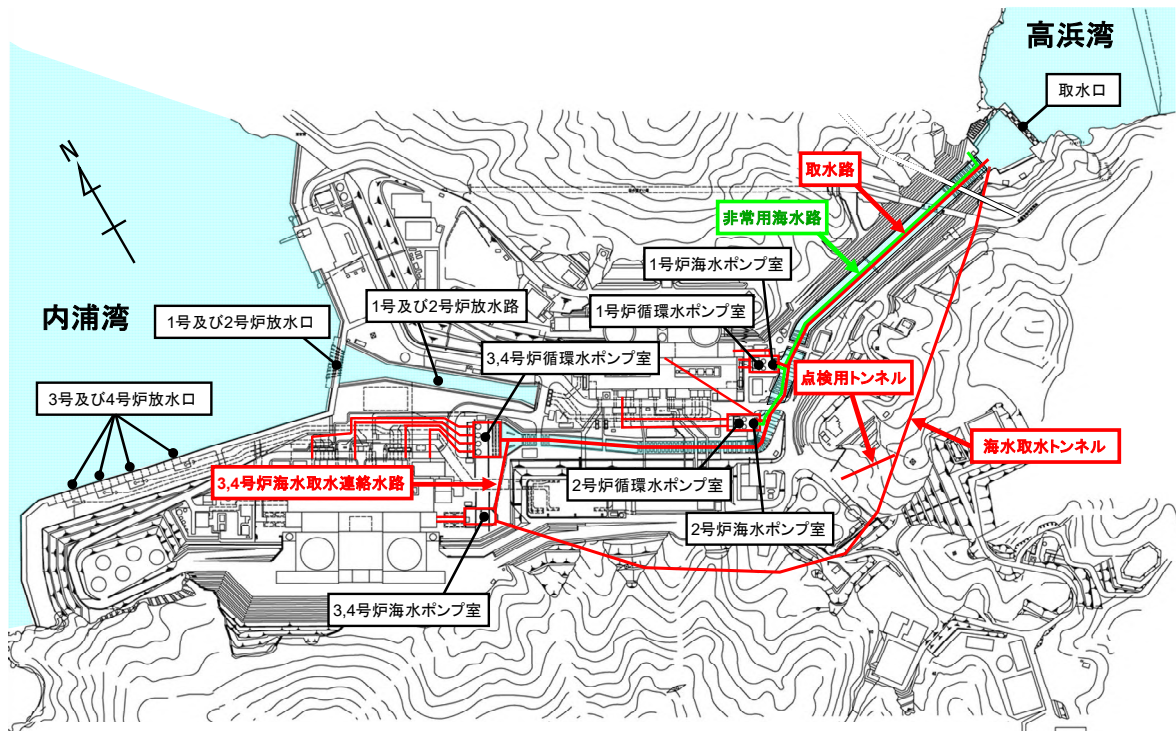 高浜湾
取水口
N
取水路
非常用海水路
1号炉海水ポンプ室
1号炉循環水ポンプ室
1号及び2号炉放水路
内浦湾
1号及び2号炉放水口
3,4号炉循環水ポンプ室
点検用トンネル
3号及び4号炉放水口
海水取水トンネル
3,4号炉海水取水連絡水路
2号炉循環水ポンプ室
2号炉海水ポンプ室
3,4号炉海水ポンプ室